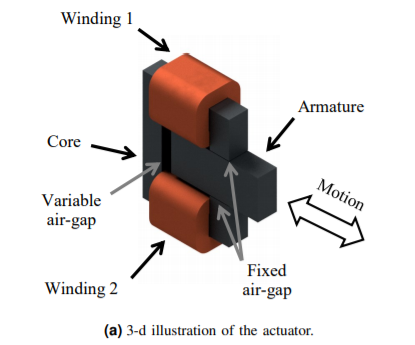 Winding 1
Armature
Core
Motion
Variable
air-gap
Fixed
air-gap
Winding 2
(a) 3-d illustration of the actuator.